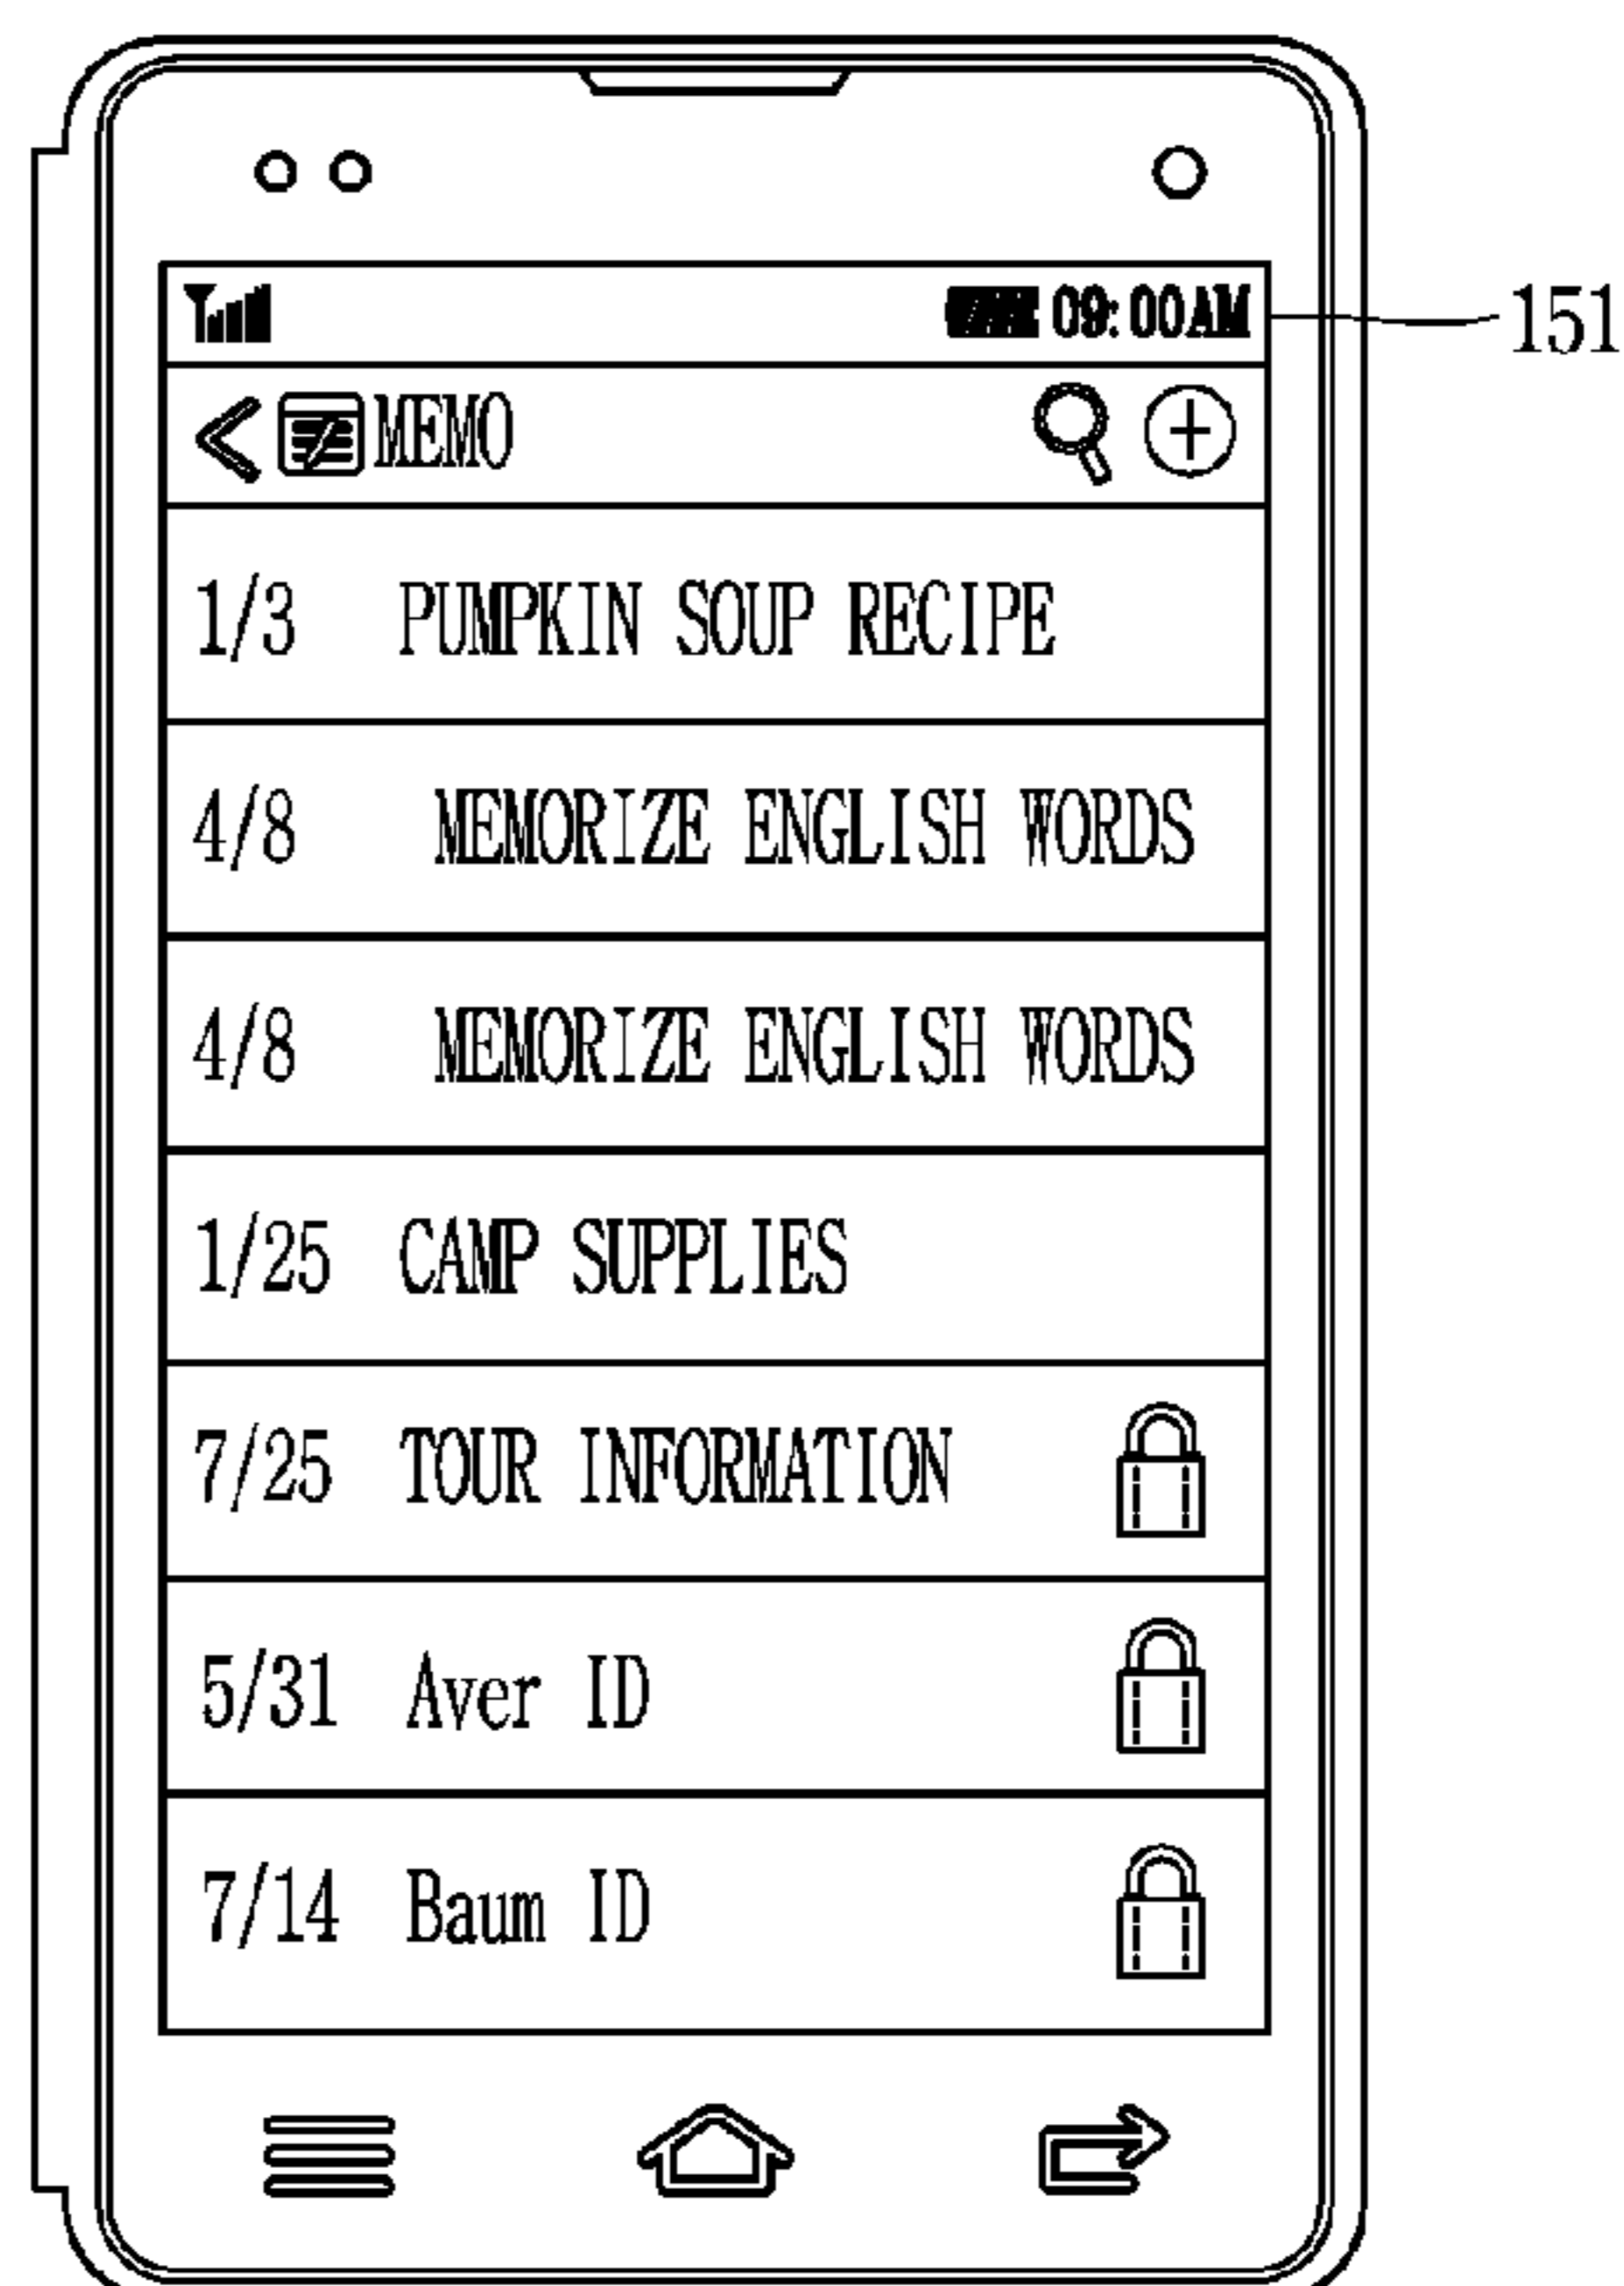 09:00AM
151
MEMO
1/3 PUMPKIN SOUP RECIPE
4/8 MEMORIZE ENGLISH WORDS
4/8 MEMORIZE ENGLISH WORDS
1/25 CAMP SUPPLIES
7/25 TOUR INFORMATION
5/31 Aver ID
7/14 Baum ID